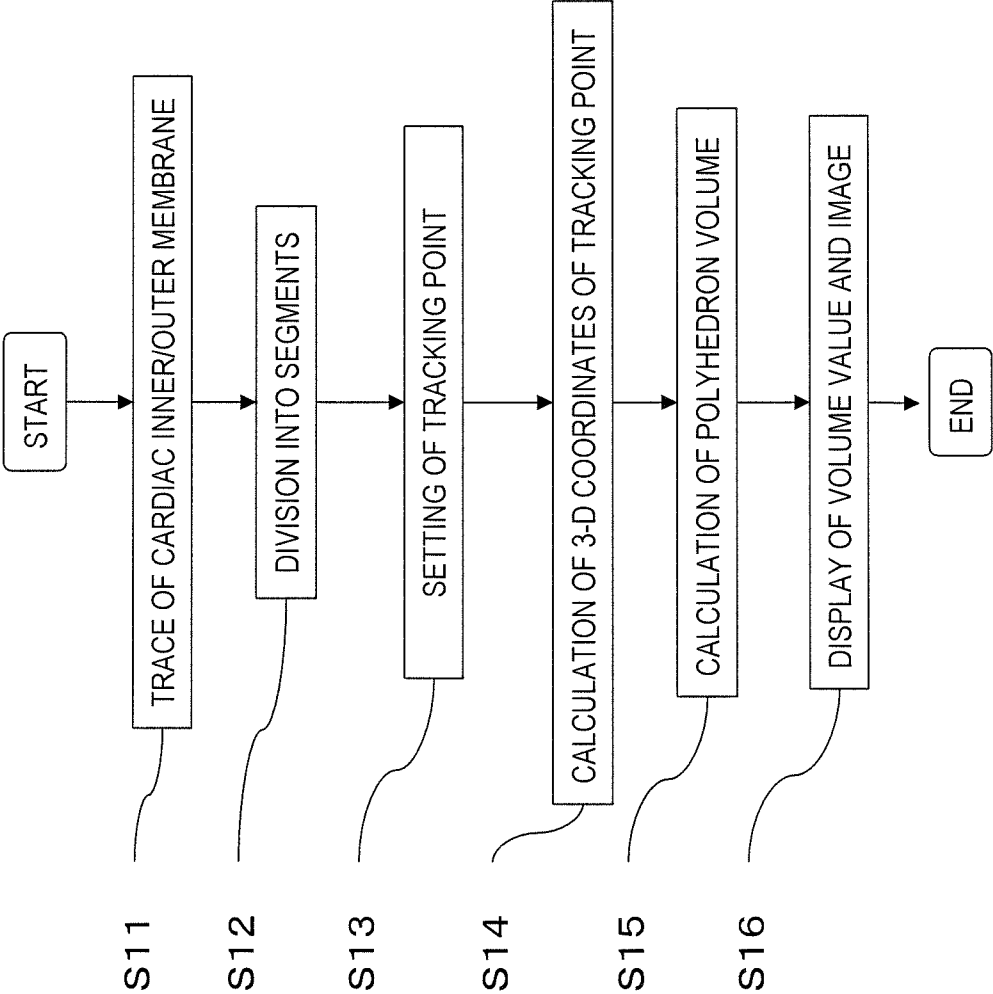 START
S11
TRACE OF CARDIAC INNER/OUTER MEMBRANE
S12
DIVISION INTO SEGMENTS
S13
SETTING OF TRACKING POINT
S14
CALCULATION OF 3-D COORDINATES OF TRACKING POINT
S15
CALCULATION OF POLYHEDRON VOLUME
S16
DISPLAY OF VOLUME VALUE AND IMAGE
END